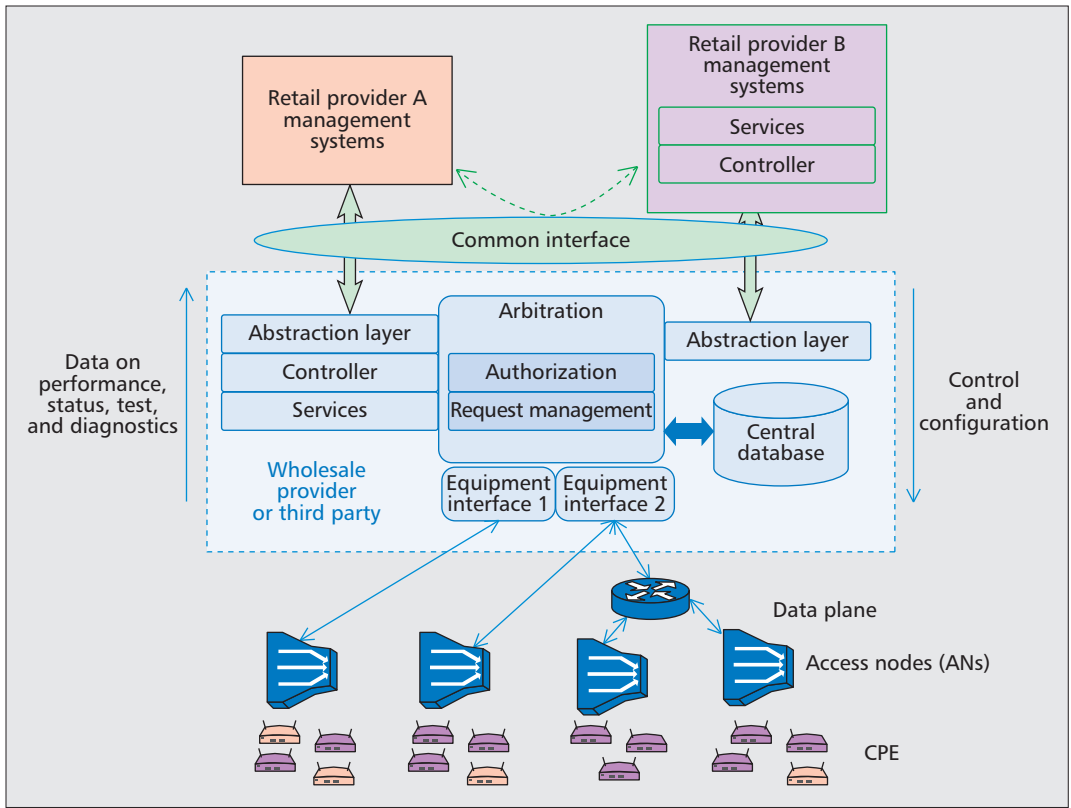 Retail provider A
management
systems
Retail provider B
management
systems
Services
Controller
Common interface
Data on
performance,
status, test,
and diagnostics
Abstraction layer
Controller
Services
Arbitration
Authorization
Request management
Abstraction layer
Central
database
Control
and
configuration
Wholesale
provider
or third party
Equipment
interface 1
Equipment
interface 2
Data plane
Access nodes (ANs)
CPE